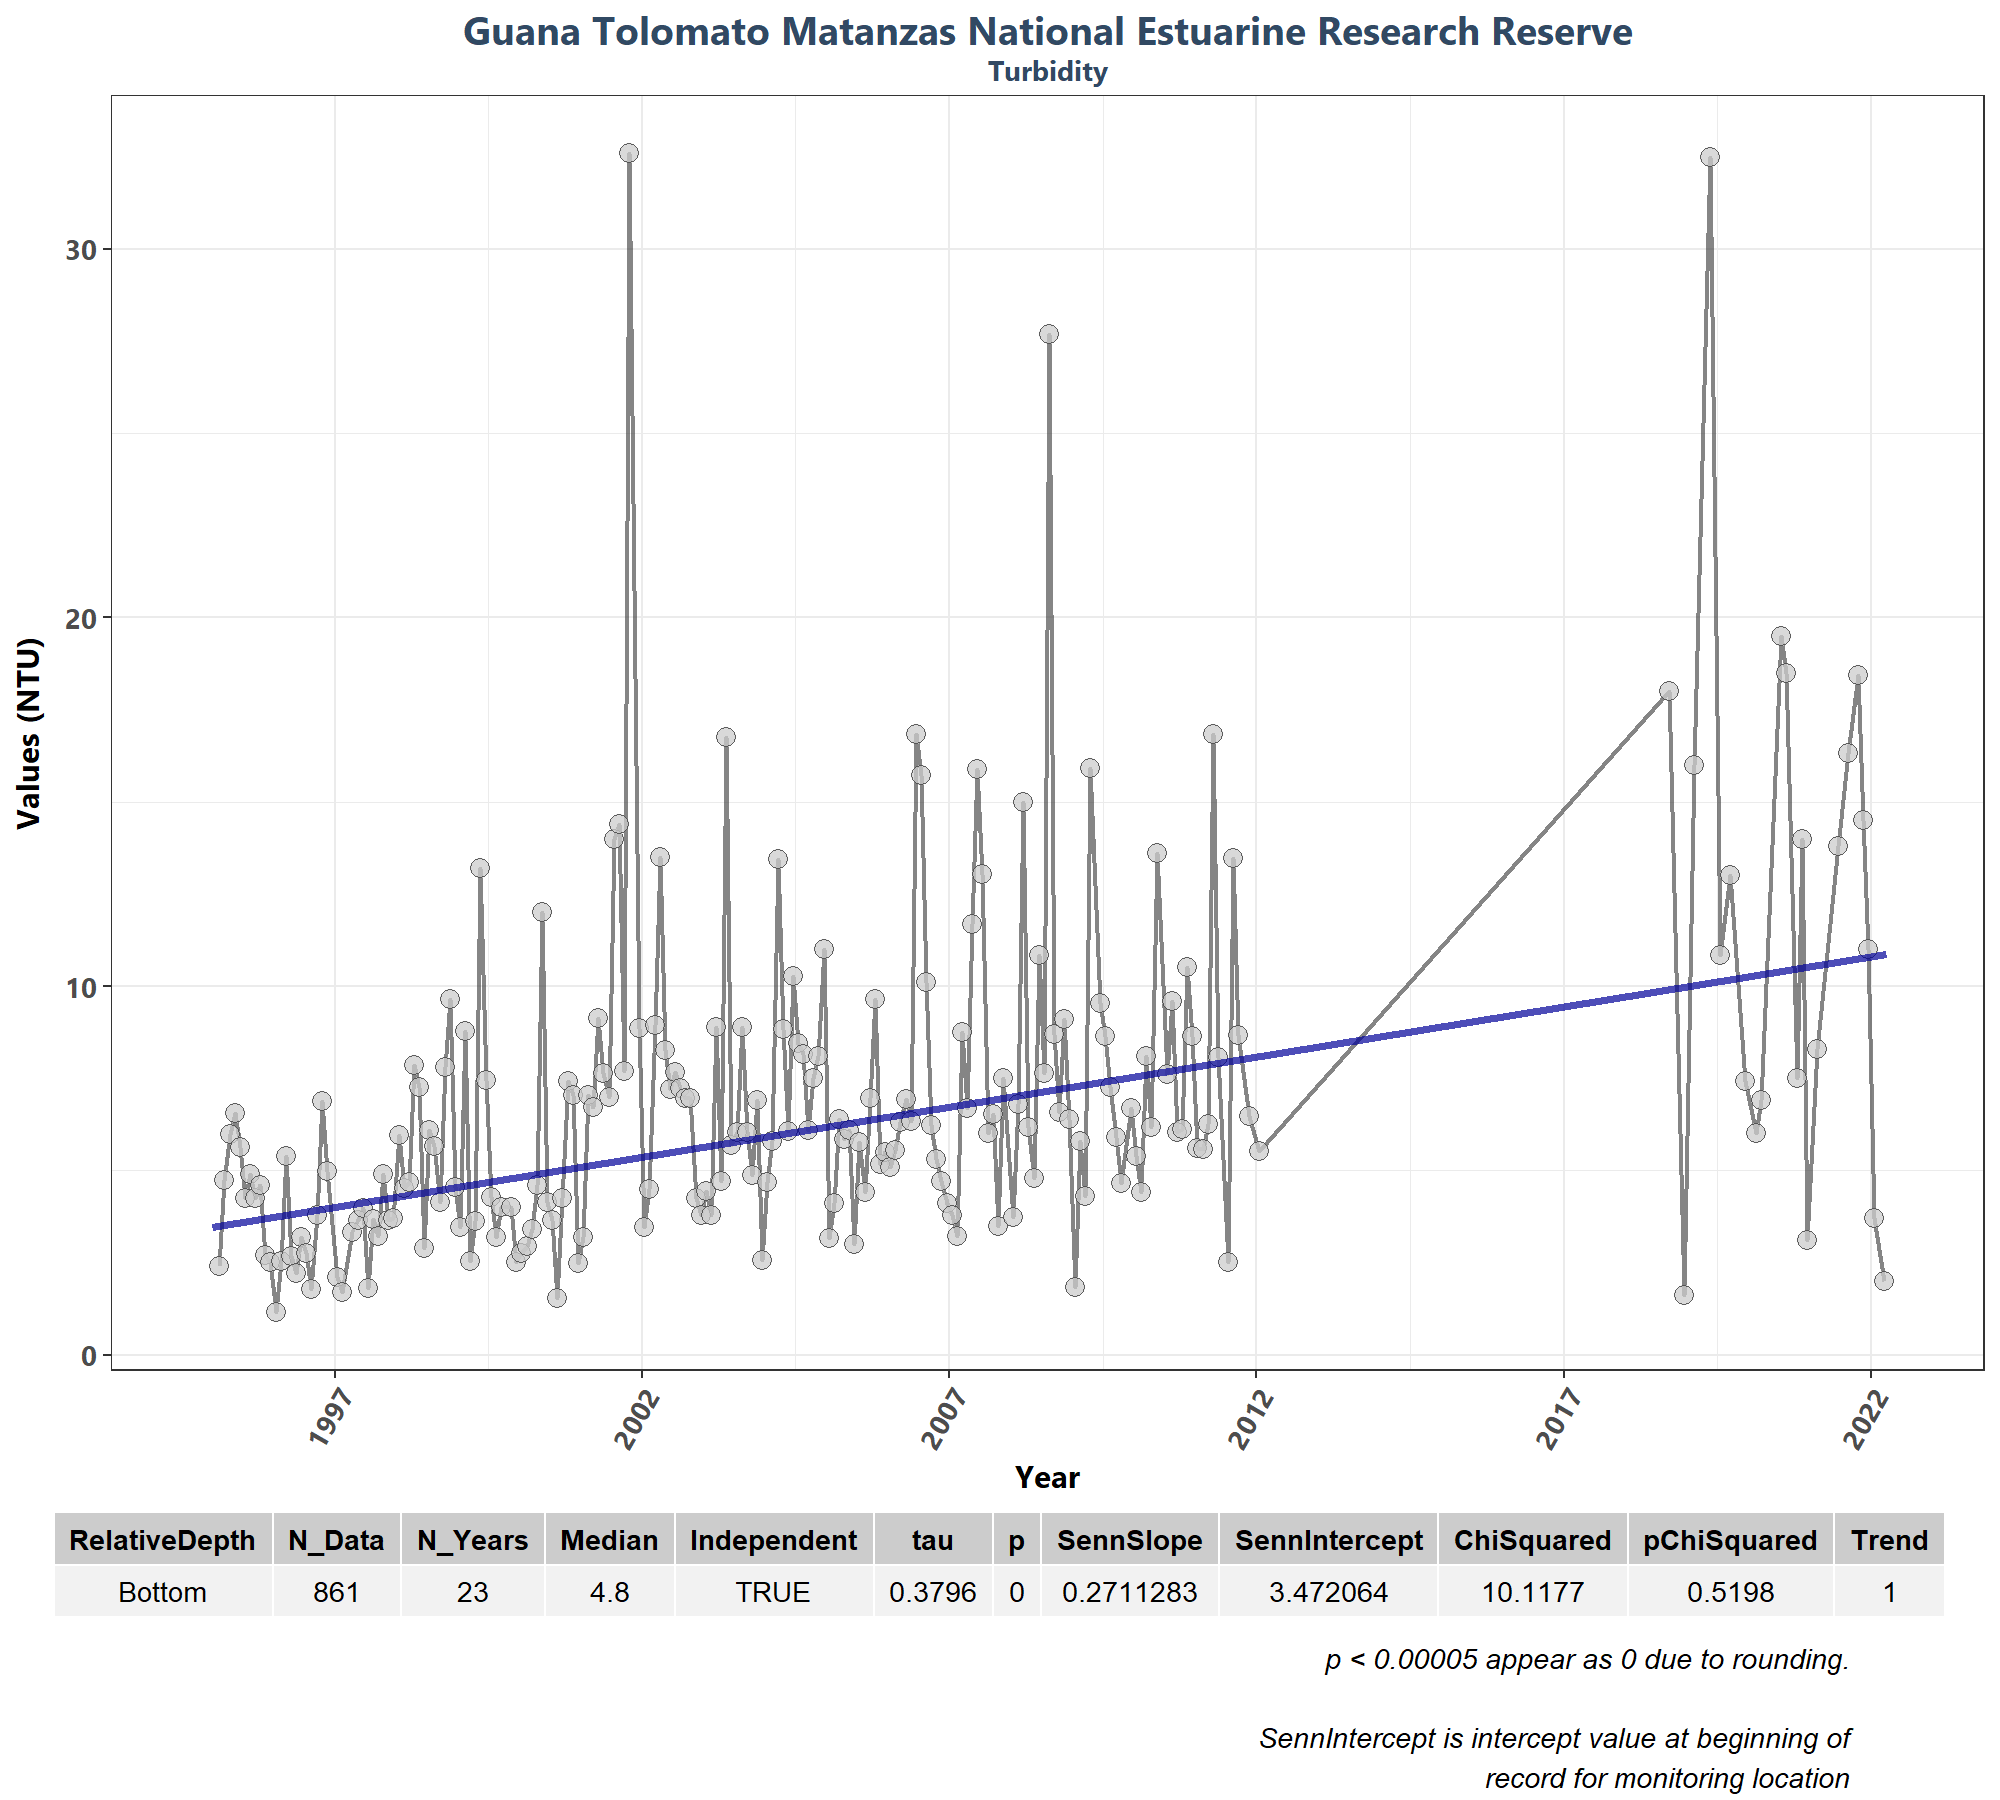 Guana Tolomato Matanzas National Estuarine Research Reserve
Turbidity
Values (NTU)
30
20
10
0
1997 2002 2007 2012 2017 2022
Year
RelativeDepth N_Data N_Years Median Independent tau p SennSlope SennIntercept ChiSquared pChiSquared Trend
Bottom 861 23 4.8 TRUE 0.3796 0 0.2711283 3.472064 10.1177 0.5198 1
p < 0.00005 appear as 0 due to rounding.
SennIntercept is intercept value at beginning of
record for monitoring location